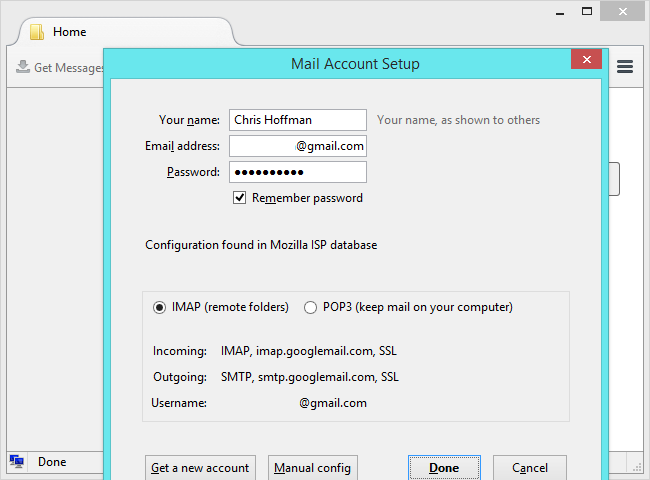 Home
Get Messages
Mail Account Setup
Your name: Chris Hoffman Your name, as shown to others
Email address: @gmail.com
Password: ●●●●●●●●●●
Remember password
Configuration found in Mozilla ISP database
IMAP (remote folders) POP3 (keep mail on your computer)
Incoming: IMAP, imap.googlemail.com, SSL
Outgoing: SMTP, smtp.googlemail.com, SSL
Username: @gmail.com
Get a new account Manual config Done Cancel
Done